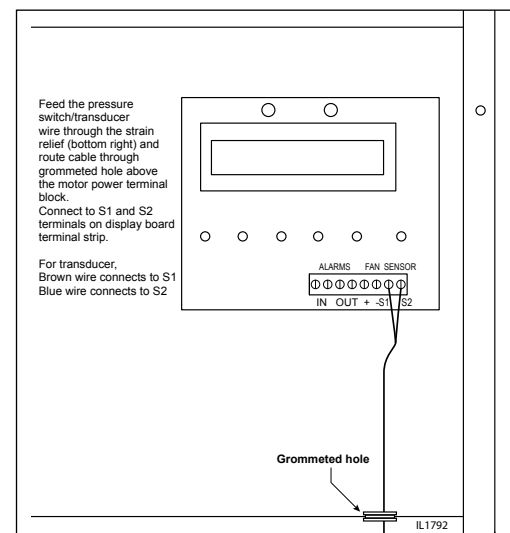 Feed the pressure
switch/transducer
wire through the strain
relief (bottom right) and
route cable through
grommeted hole above
the motor power terminal
block.
Connect to S1 and S2
terminals on display board
terminal strip.
For transducer,
Brown wire connects to S1
Blue wire connects to S2
ALARMS FAN SENSOR
IN OUT + -S1 S2
Grommeted hole
IL1792